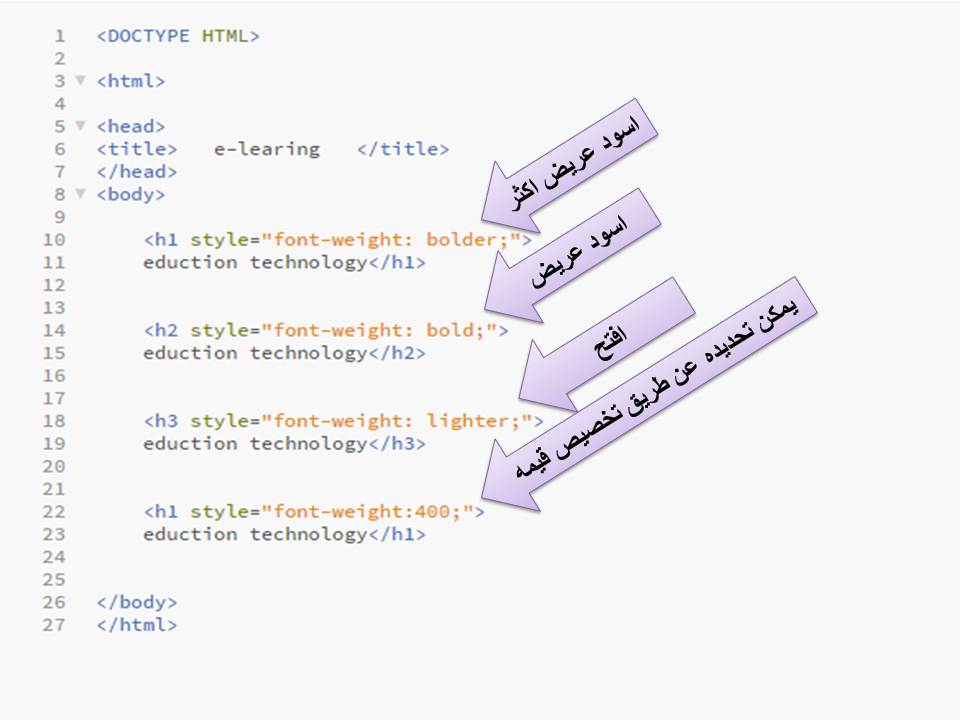 1 <DOCTYPE HTML>
2
3 <html>
4
5 <head>
6 <title> e-learing </title>
7 </head>
8 <body>
9
10 <h1 style="font-weight: bolder;">
11 eduction technology</h1>
12
13
14 <h2 style="font-weight: bold;">
15 eduction technology</h2>
16
17
18 <h3 style="font-weight: lighter;">
19 eduction technology</h3>
20
21
22 <h1 style="font-weight:400;">
23 eduction technology</h1>
24
25
26 </body>
27 </html>
اسود عريض اكثر
اسود عريض
افتح
يمكن تحديده عن طريق تخصيص قيمه